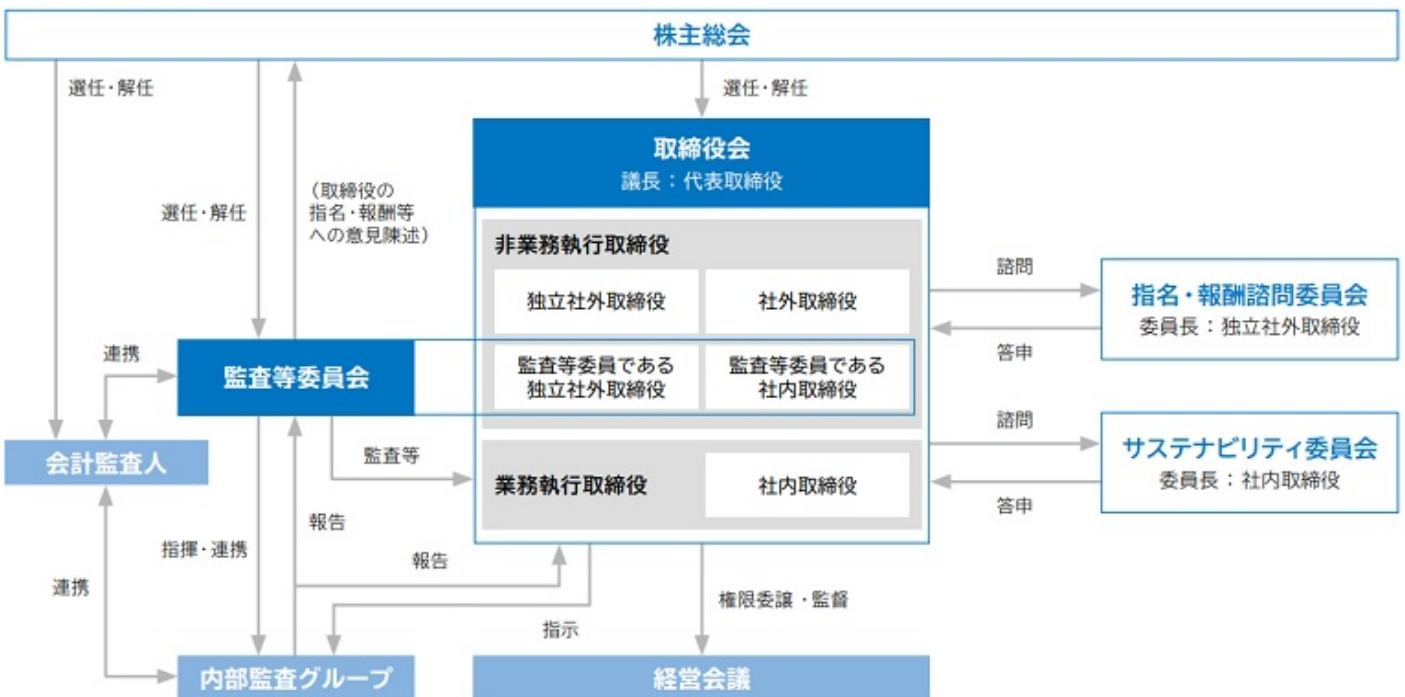 株主総会
選任・解任
選任・解任
選任・解任
（取締役の
指名・報酬等
への意見陳述）
取締役会
議長：代表取締役
非業務執行取締役
独立社外取締役
社外取締役
監査等委員である
独立社外取締役
監査等委員である
社内取締役
業務執行取締役
社内取締役
諮問
答申
指名・報酬諮問委員会
委員長：独立社外取締役
諮問
答申
サステナビリティ委員会
委員長：社内取締役
連携
監査等委員会
会計監査人
監査等
報告
指揮・連携
報告
連携
指示
権限委譲・監督
内部監査グループ
経営会議